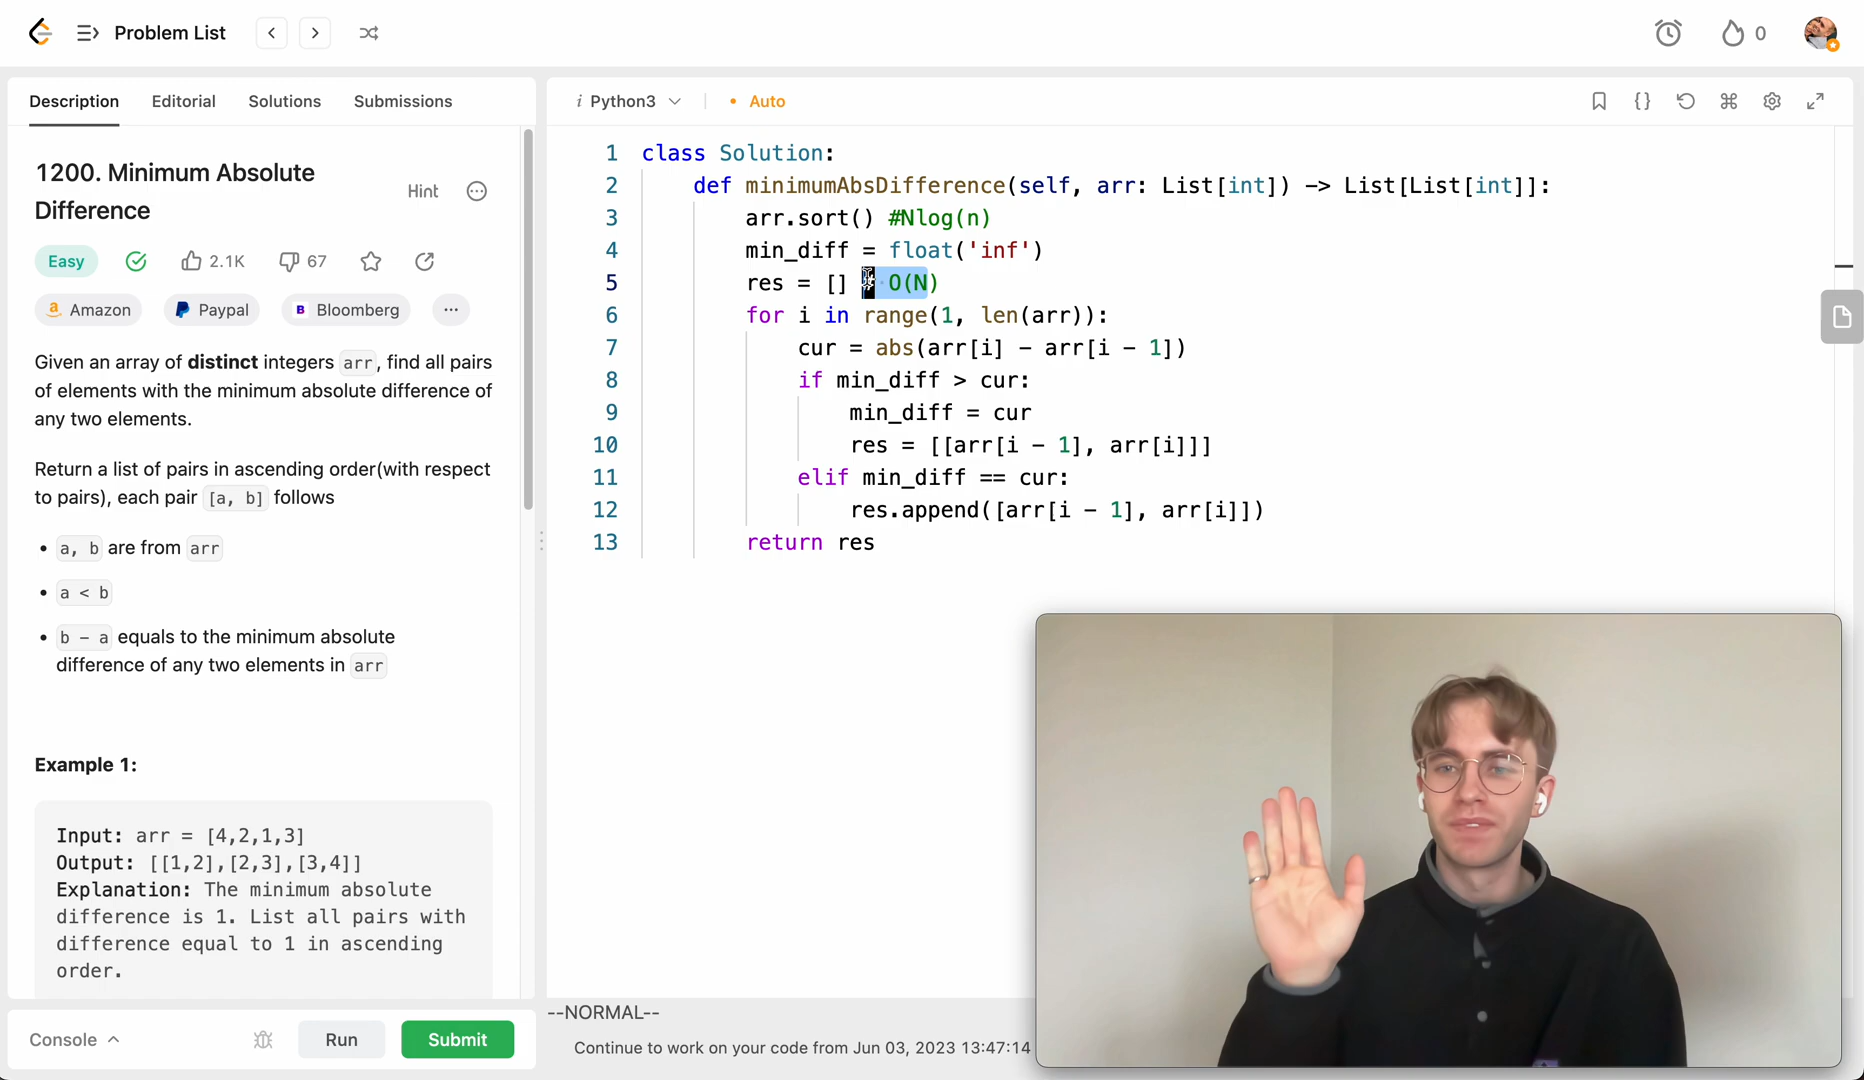 Problem List
0
Description Editorial Solutions Submissions
1200. Minimum Absolute
Difference
Hint
Easy 2.1K 67
Amazon Paypal Bloomberg ...
Given an array of distinct integers arr, find all pairs
of elements with the minimum absolute difference of
any two elements.
Return a list of pairs in ascending order(with respect
to pairs), each pair [a, b] follows
• a, b are from arr
• a < b
• b - a equals to the minimum absolute
difference of any two elements in arr
Example 1:
Input: arr = [4,2,1,3]
Output: [[1,2],[2,3],[3,4]]
Explanation: The minimum absolute
difference is 1. List all pairs with
difference equal to 1 in ascending
order.
Console Run Submit
i Python3 • Auto
1 class Solution:
2 def minimumAbsDifference(self, arr: List[int]) -> List[List[int]]:
3 arr.sort() #Nlog(n)
4 min_diff = float('inf')
5 res = [] # O(N)
6 for i in range(1, len(arr)):
7 cur = abs(arr[i] - arr[i - 1])
8 if min_diff > cur:
9 min_diff = cur
10 res = [[arr[i - 1], arr[i]]]
11 elif min_diff == cur:
12 res.append([arr[i - 1], arr[i]])
13 return res
--NORMAL--
Continue to work on your code from Jun 03, 2023 13:47:14